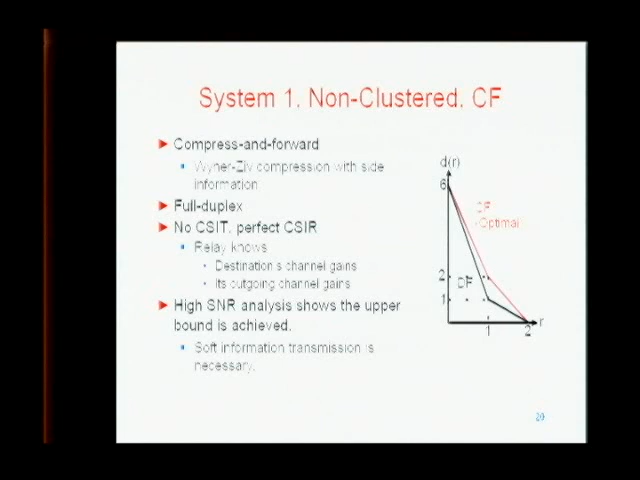 System 1. Non-Clustered. CF
Compress-and-forward
Wyner-Ziv compression with side
information
Full-duplex
No CSIT, perfect CSIR
Relay knows
Destination's channel gains
Its outgoing channel gains
High SNR analysis shows the upper
bound is achieved.
Soft information transmission is
necessary.
d(r)
6
CF
Optimal
2
DF
1
r
1
2
20